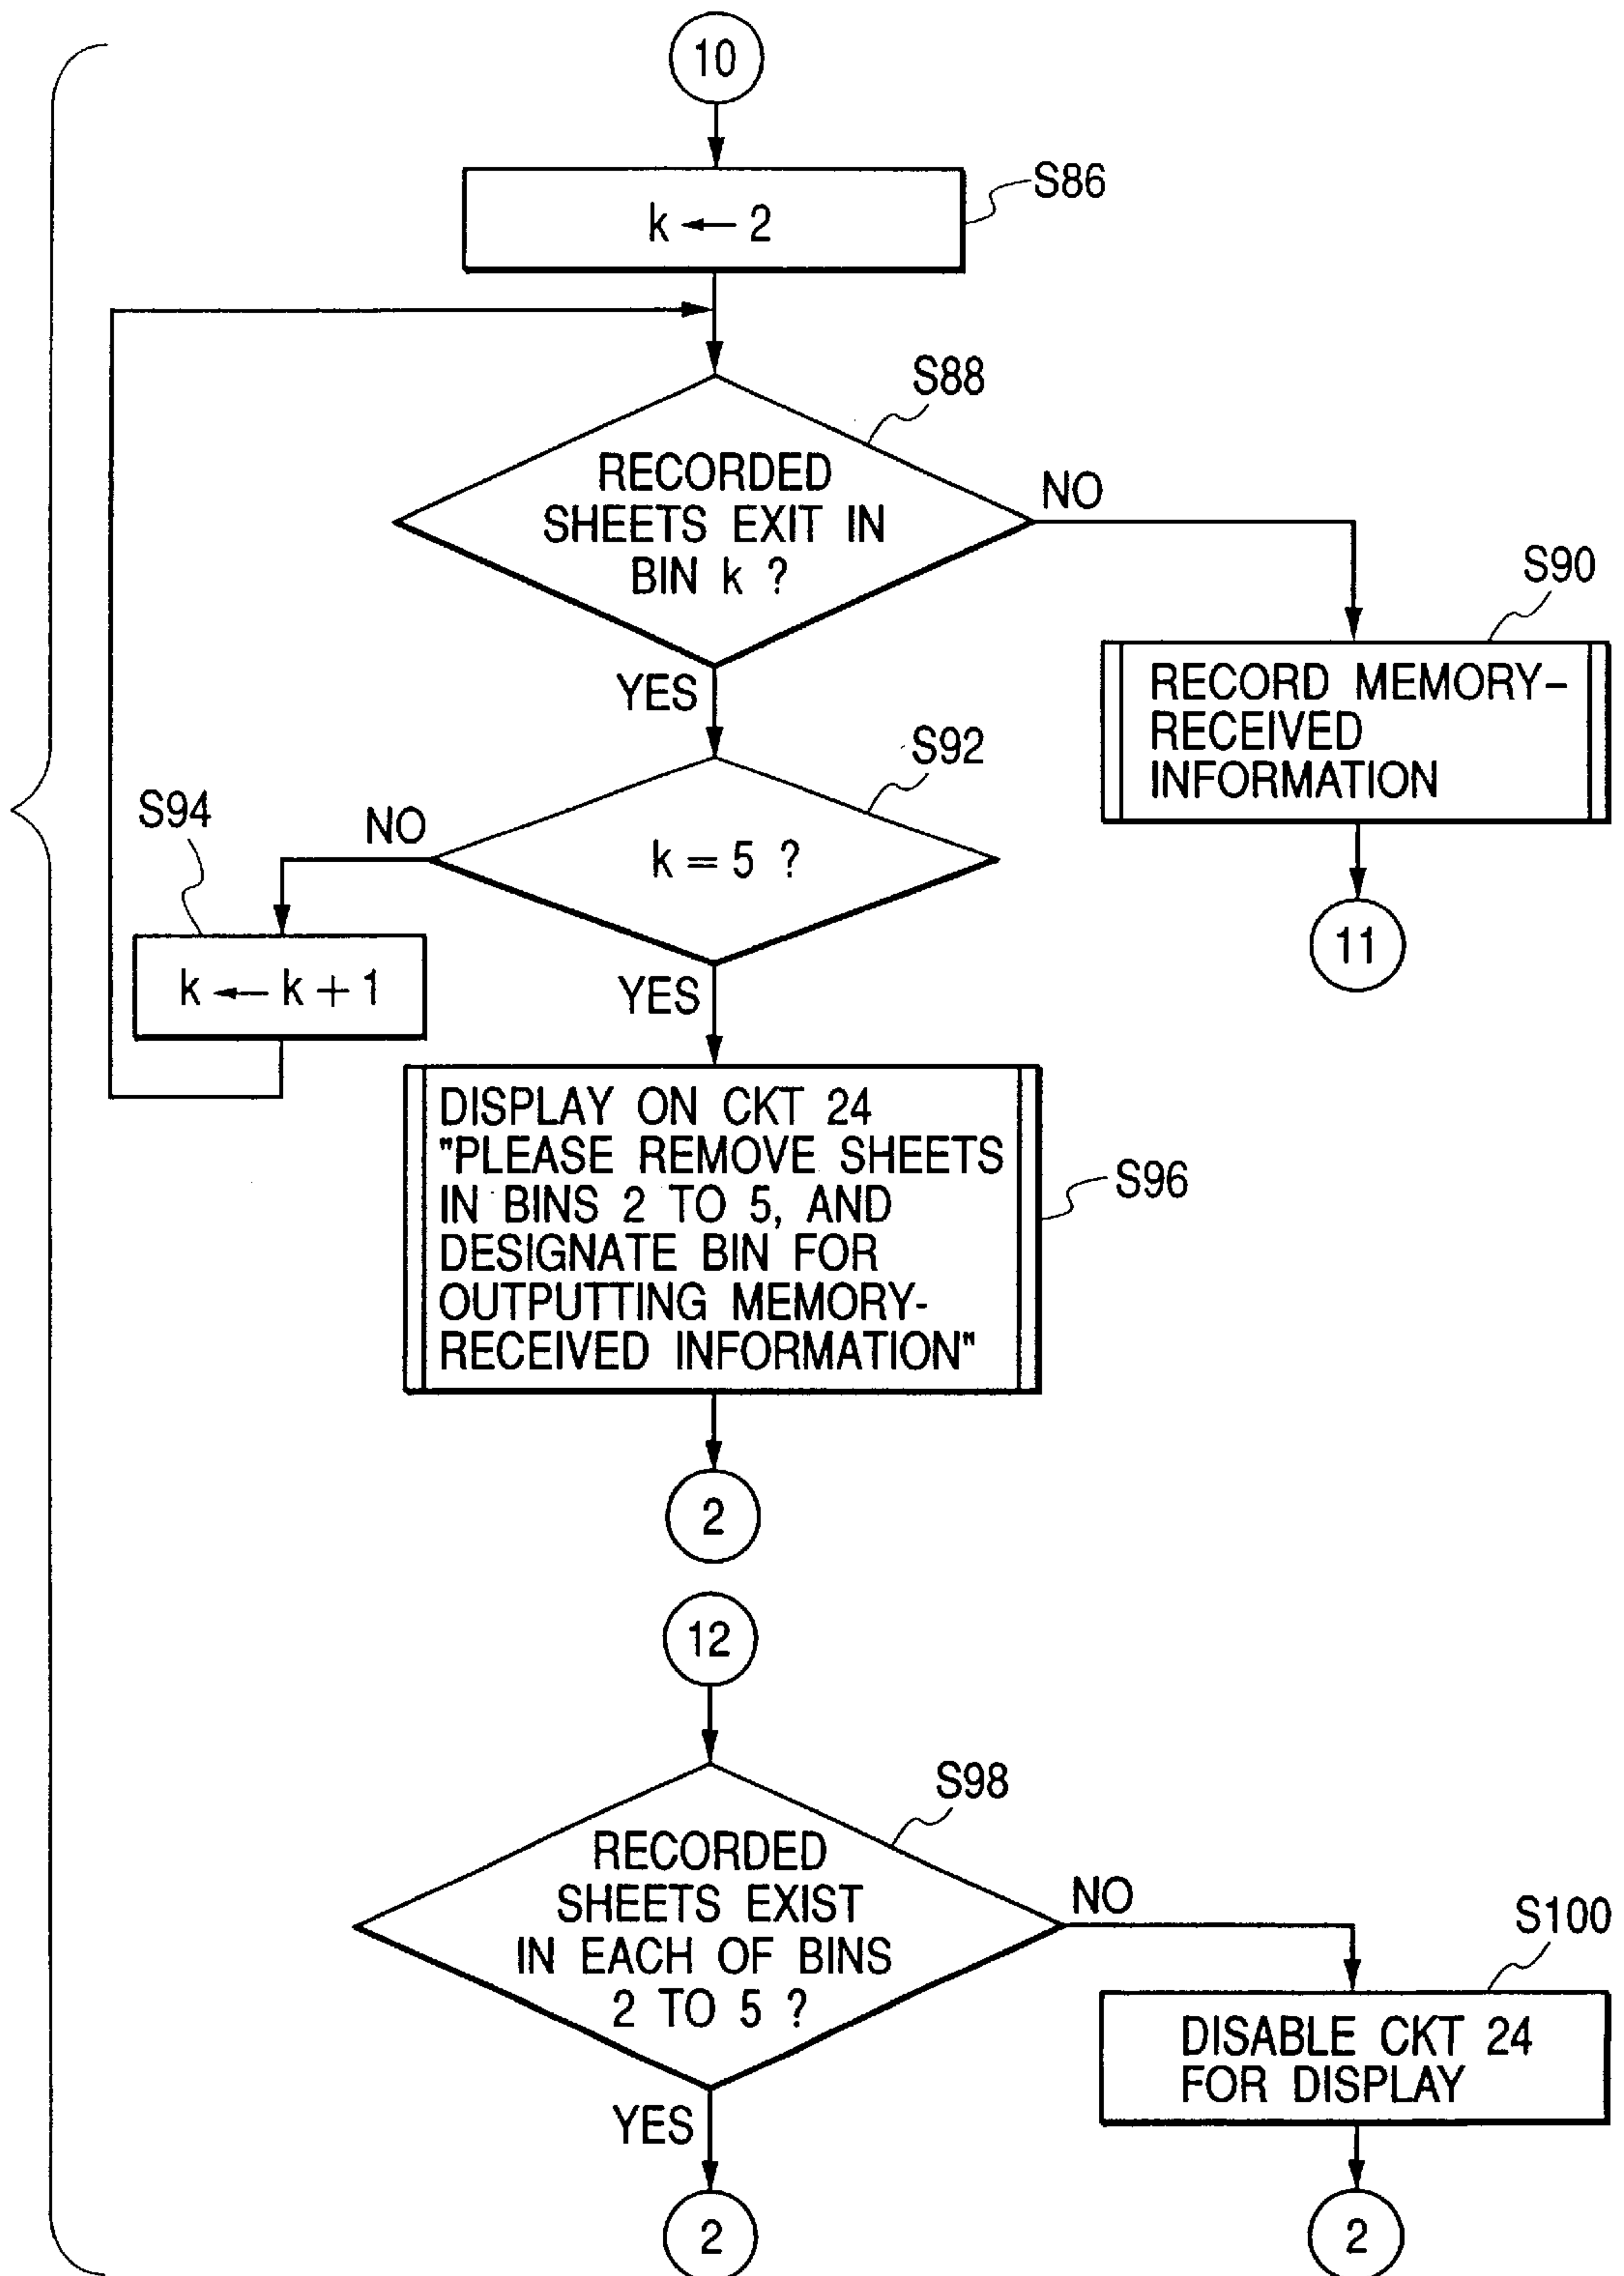 10
S86
k ← 2
S88
RECORDED
SHEETS EXIT IN
BIN k ?
NO
S90
RECORD MEMORY-
RECEIVED
INFORMATION
11
YES
S92
k = 5 ?
NO
S94
k ← k + 1
YES
DISPLAY ON CKT 24
"PLEASE REMOVE SHEETS
IN BINS 2 TO 5, AND
DESIGNATE BIN FOR
OUTPUTTING MEMORY-
RECEIVED INFORMATION"
S96
2
12
S98
RECORDED
SHEETS EXIST
IN EACH OF BINS
2 TO 5 ?
NO
S100
DISABLE CKT 24
FOR DISPLAY
YES
2
2